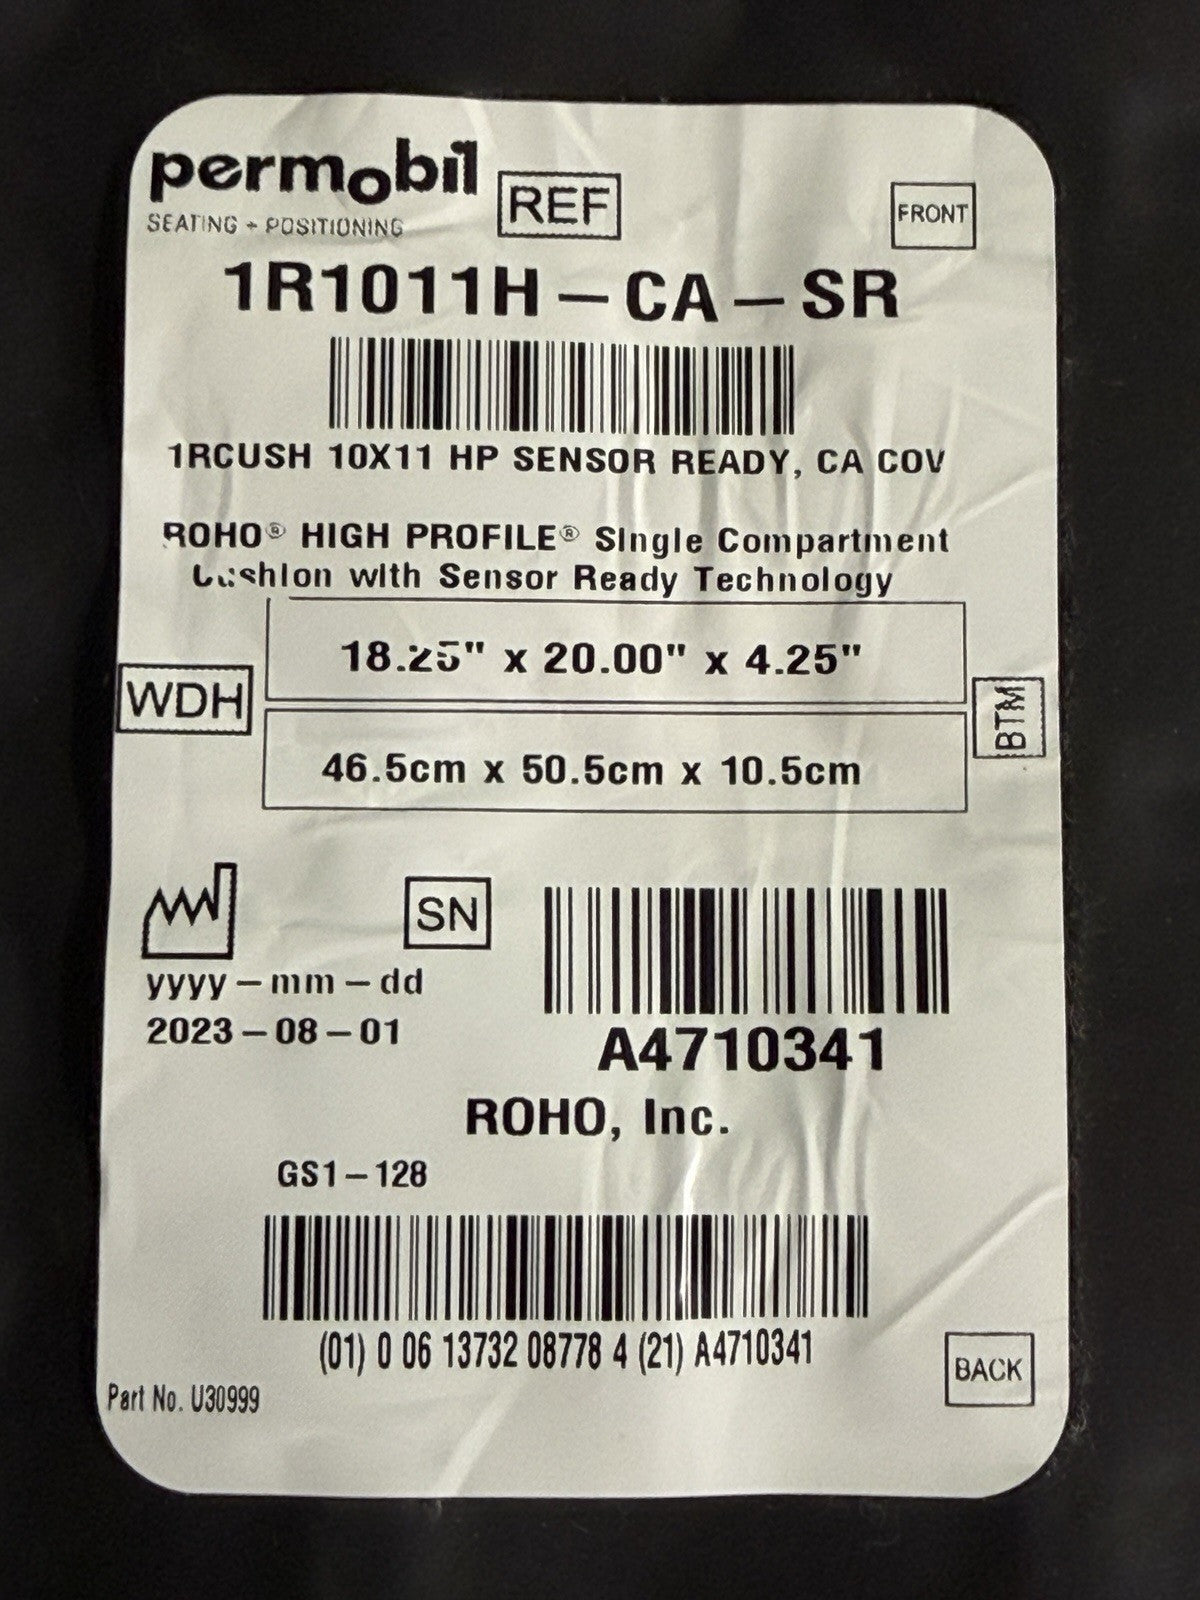 permobil
SEATING + POSITIONING
REF
FRONT
1R1011H-CA-SR
1RCUSH 10X11 HP SENSOR READY, CA COV
ROHO® HIGH PROFILE® Single Compartment
Cushion with Sensor Ready Technology
18.25" x 20.00" x 4.25"
WDH
BTM
46.5cm x 50.5cm x 10.5cm
SN
yyyy-mm-dd
2023-08-01
A4710341
ROHO, Inc.
GS1-128
(01) 0 06 13732 08778 4 (21) A4710341
BACK
Part No. U30999